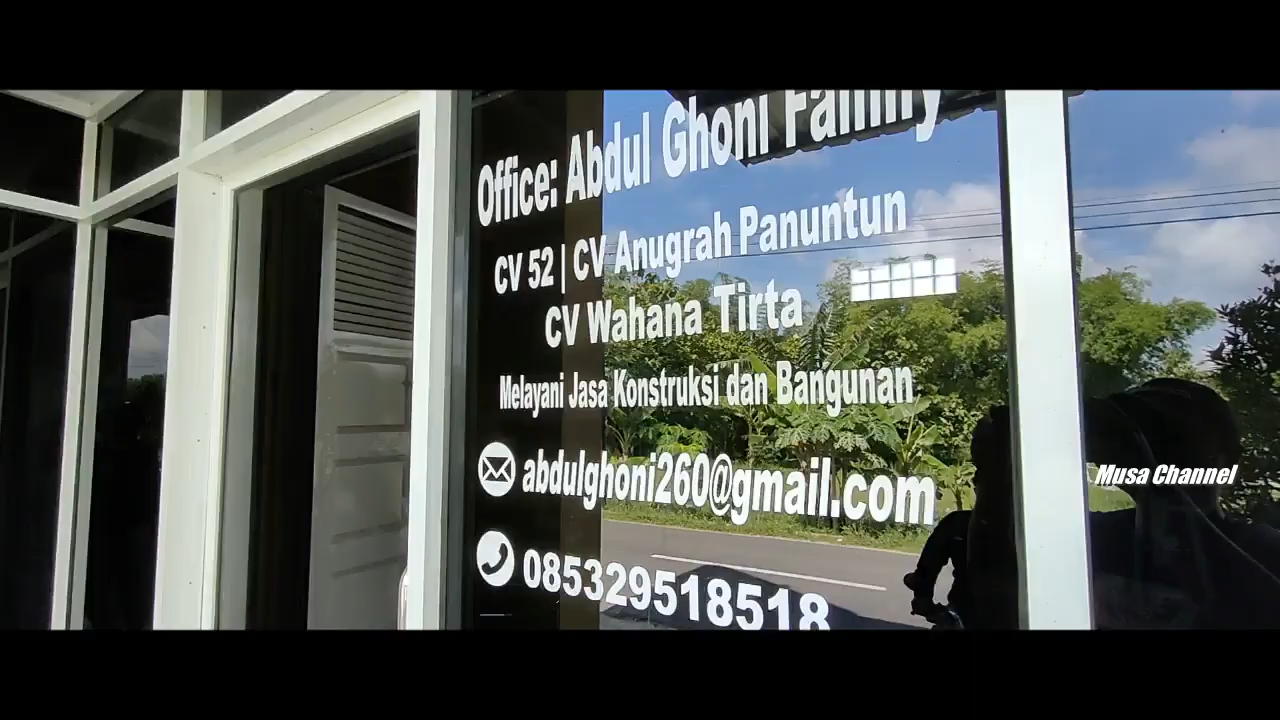 Office: Abdul Ghoni Family
CV 52 | CV Anugrah Panuntun
CV Wahana Tirta
Melayani Jasa Konstruksi dan Bangunan
abdulghoni260@gmail.com
085329518518
Musa Channel